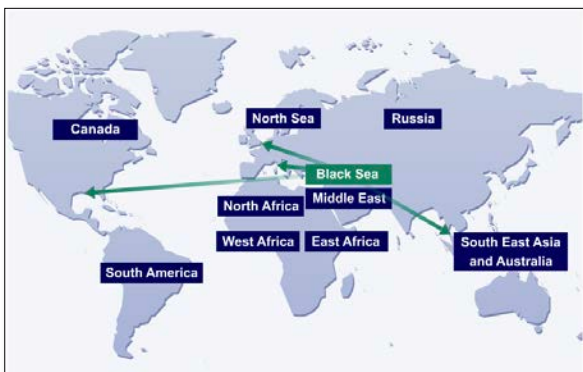 North Sea
Russia
Canada
Black Sea
Middle East
North Africa
West Africa
East Africa
South East Asia
and Australia
South America